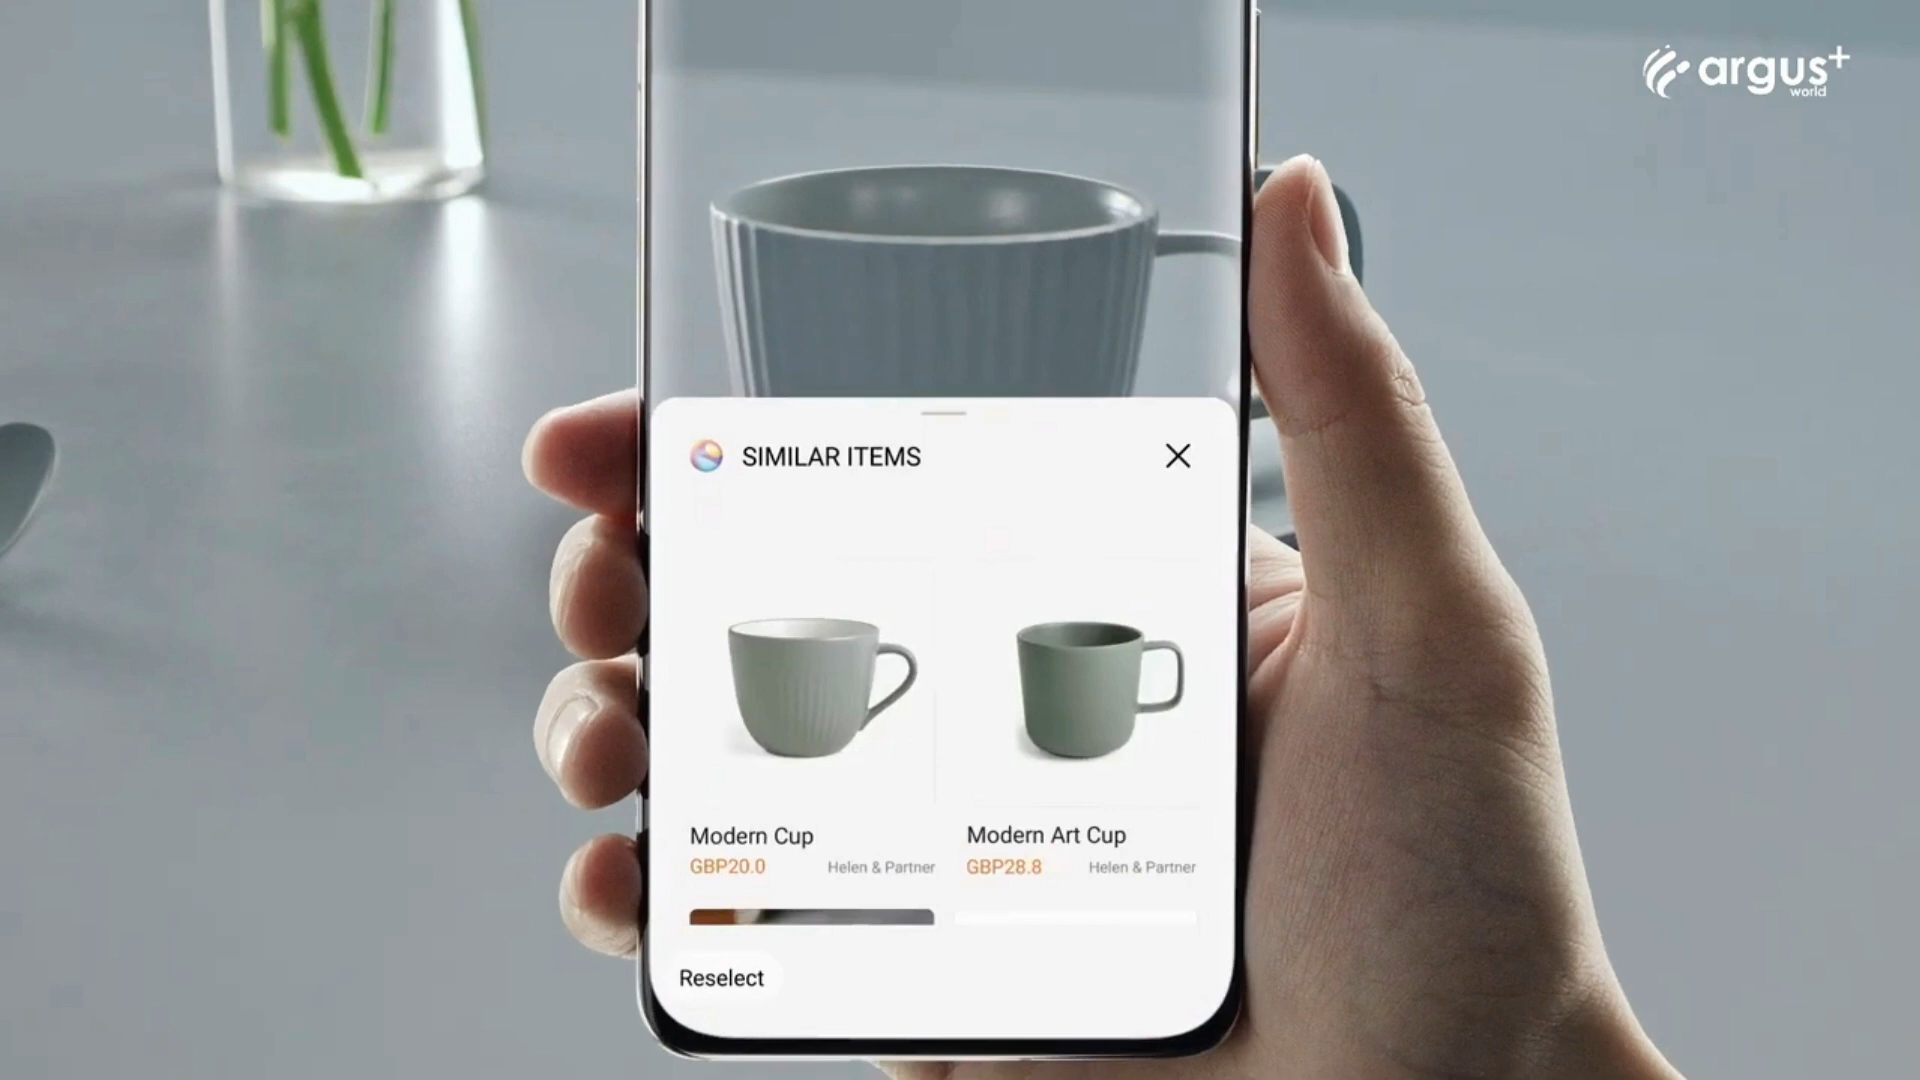 argus+
world
SIMILAR ITEMS
Modern Cup
GBP20.0
Helen & Partner
Modern Art Cup
GBP28.8
Helen & Partner
Reselect